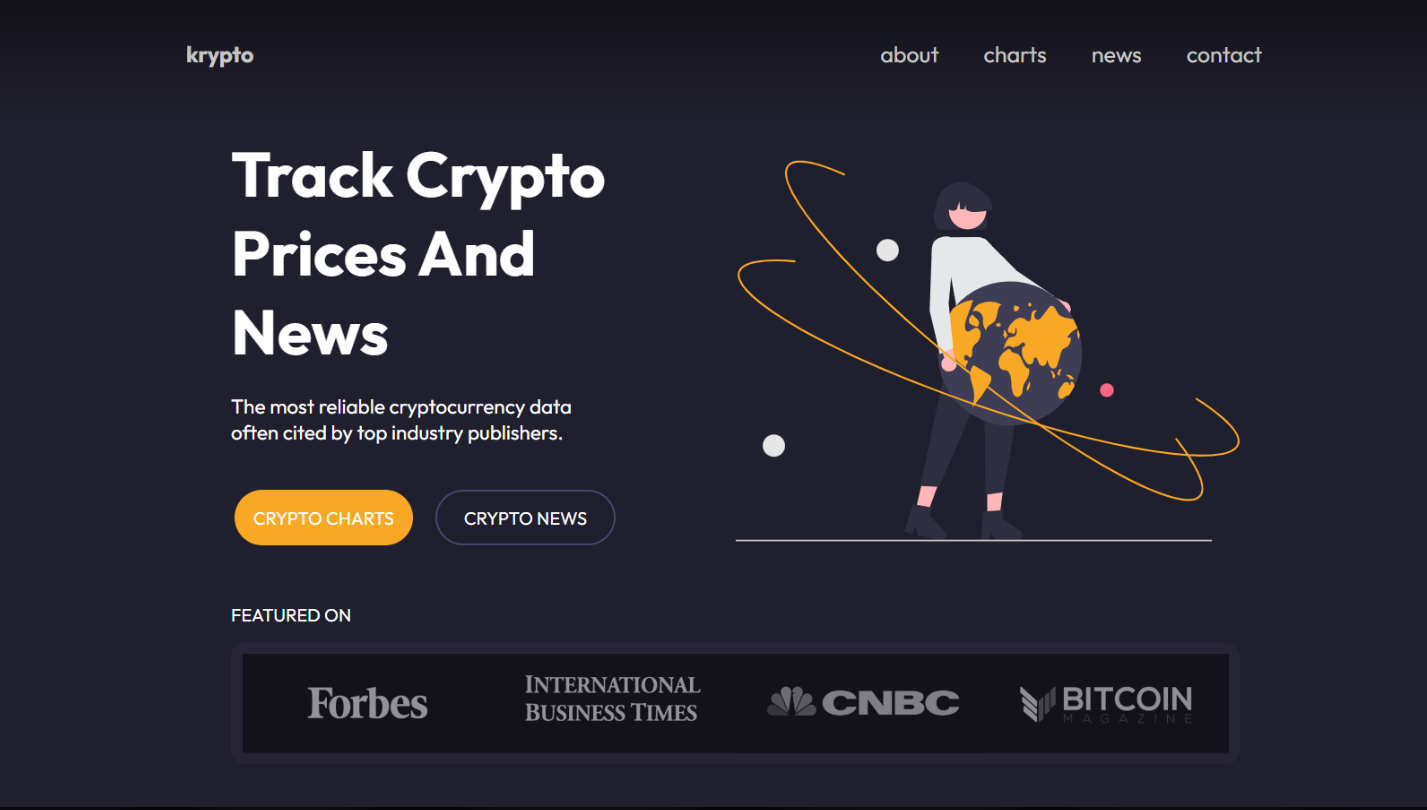 krypto
about charts news contact
Track Crypto
Prices And
News
The most reliable cryptocurrency data
often cited by top industry publishers.
CRYPTO CHARTS CRYPTO NEWS
FEATURED ON
Forbes
INTERNATIONAL
BUSINESS TIMES
CNBC
BITCOIN
MAGAZINE